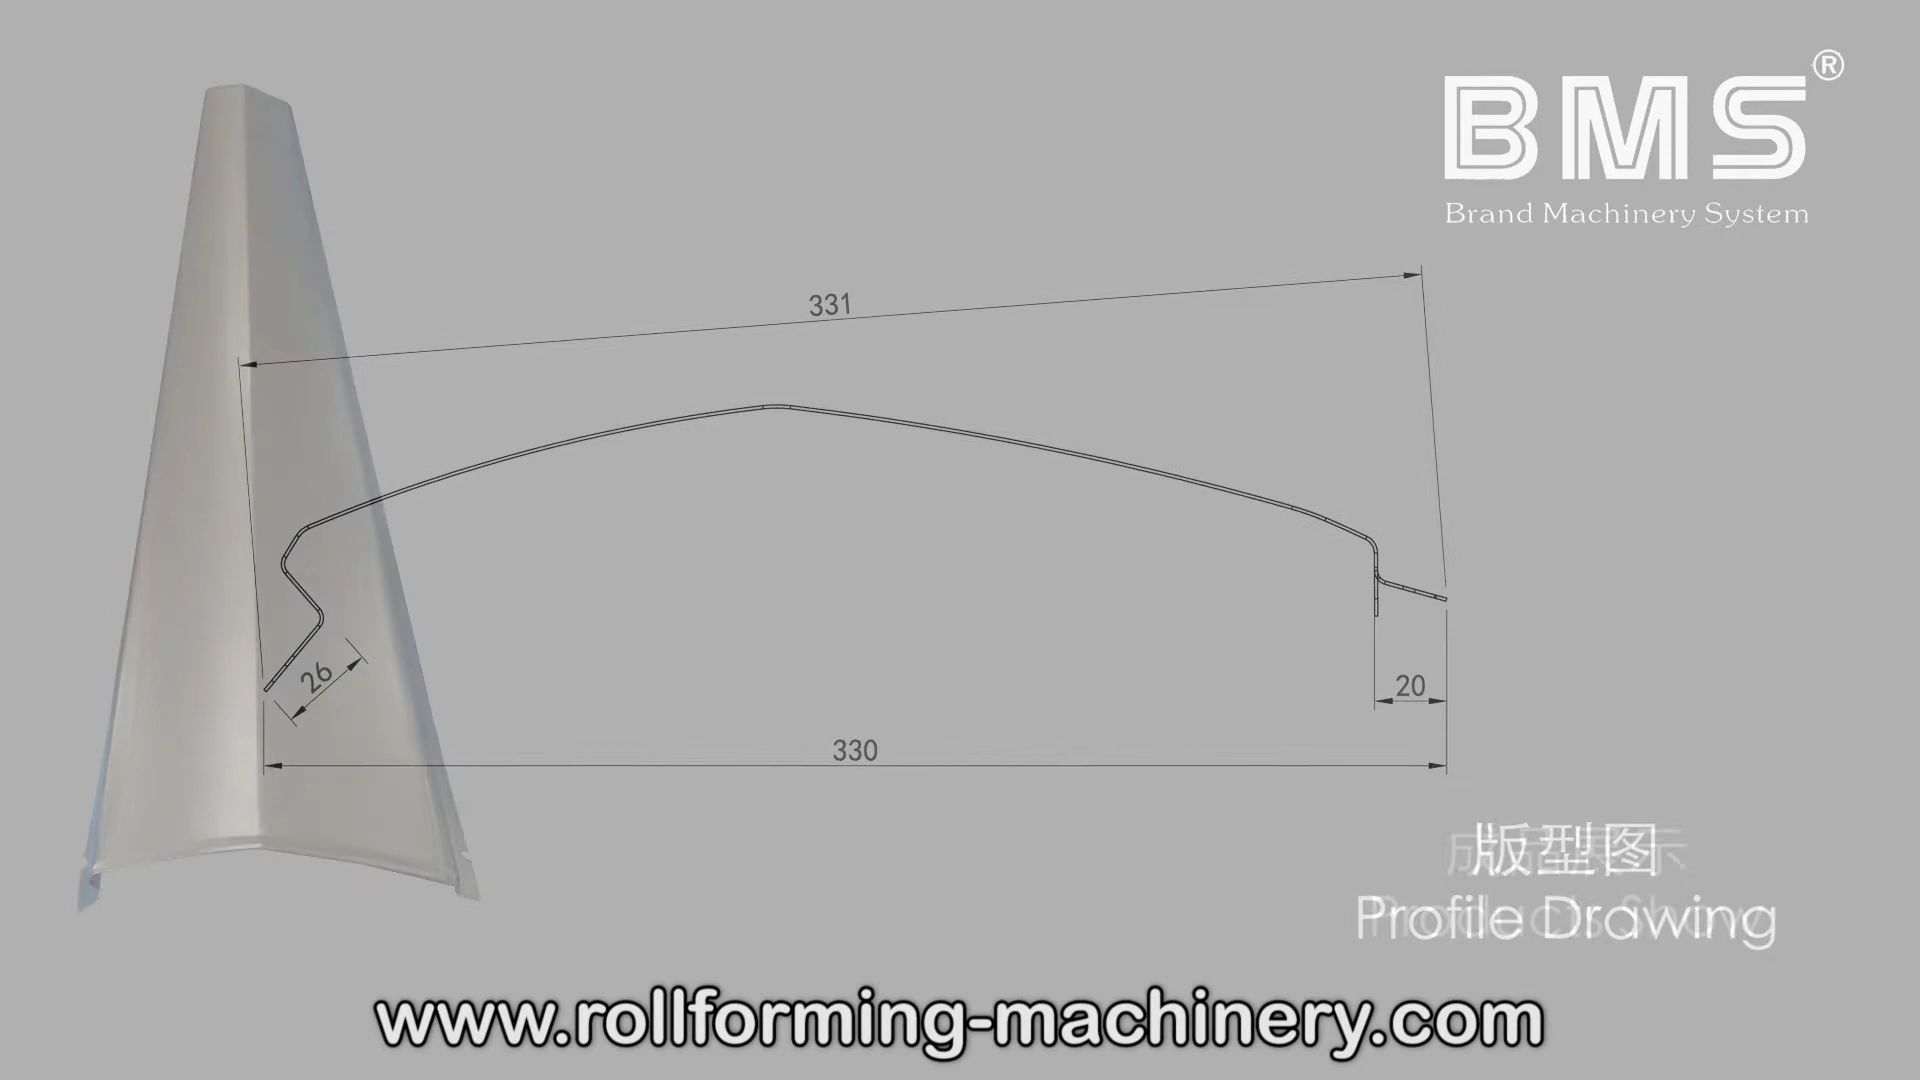 BMS®
Brand Machinery System
331
26
20
330
版型图
Profile Drawing
www.rollforming-machinery.com